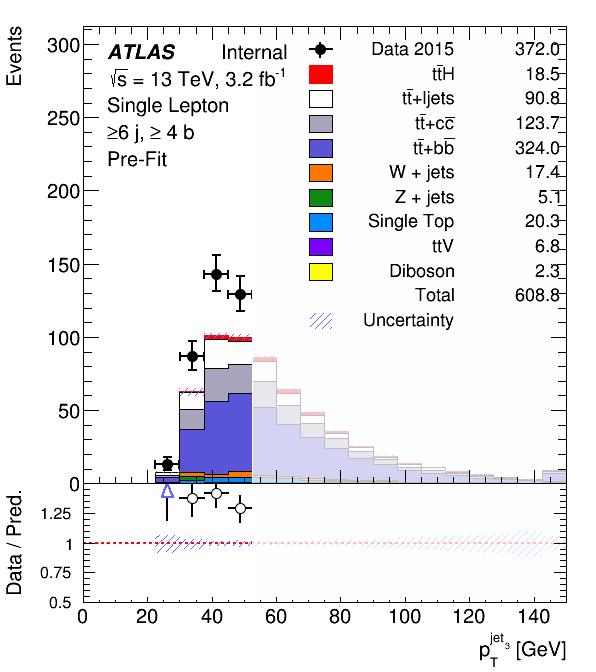 Events
300
250
200
150
100
50
0
ATLAS Internal
√s = 13 TeV, 3.2 fb⁻¹
Single Lepton
≥6 j, ≥ 4 b
Pre-Fit
Data 2015 372.0
tt̄H 18.5
tt̄+ljets 90.8
tt̄+cc̄ 123.7
tt̄+bb̄ 324.0
W + jets 17.4
Z + jets 5.1
Single Top 20.3
ttV 6.8
Diboson 2.3
Total 608.8
Uncertainty
Data / Pred.
1.25
1
0.75
0.5
0 20 40 60 80 100 120 140
p_T^jet₃ [GeV]